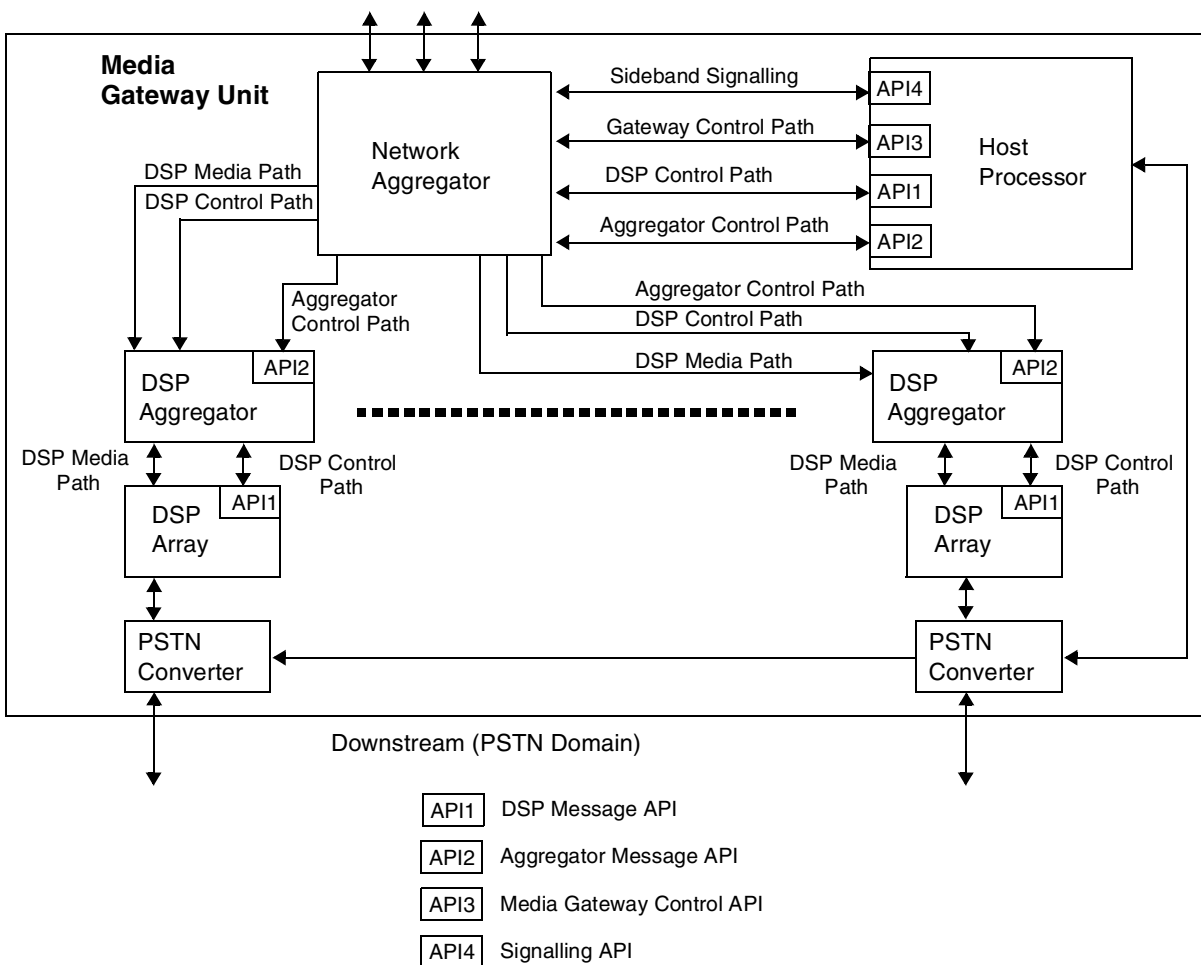 Media
Gateway Unit
Network
Aggregator
Sideband Signalling
Gateway Control Path
DSP Control Path
Aggregator Control Path
API4
API3
API1
API2
Host
Processor
DSP Media Path
DSP Control Path
Aggregator
Control Path
Aggregator Control Path
DSP Control Path
DSP Media Path
API2
DSP
Aggregator
API2
DSP
Aggregator
DSP Media
Path
DSP Control
Path
DSP Media
Path
DSP Control
Path
API1
DSP
Array
API1
DSP
Array
PSTN
Converter
PSTN
Converter
Downstream (PSTN Domain)
API1 DSP Message API
API2 Aggregator Message API
API3 Media Gateway Control API
API4 Signalling API